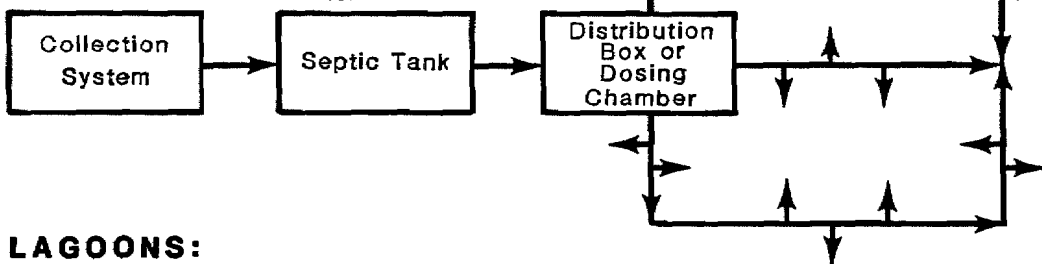 Collection
System
Septic Tank
Distribution
Box or
Dosing
Chamber
LAGOONS: